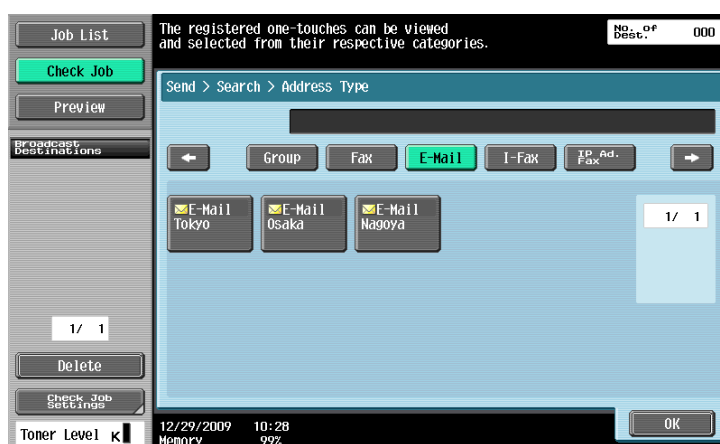 Job List
Check Job
Preview
Broadcast
Destinations
1/ 1
Delete
Check Job
Settings
Toner Level K
The registered one-touches can be viewed
and selected from their respective categories.
No. of
Dest. 000
Send > Search > Address Type
Group
Fax
E-Mail
I-Fax
IP Ad.
Fax
E-Mail
Tokyo
E-Mail
Osaka
E-Mail
Nagoya
1/ 1
12/29/2009 10:28
Memory 99%
OK